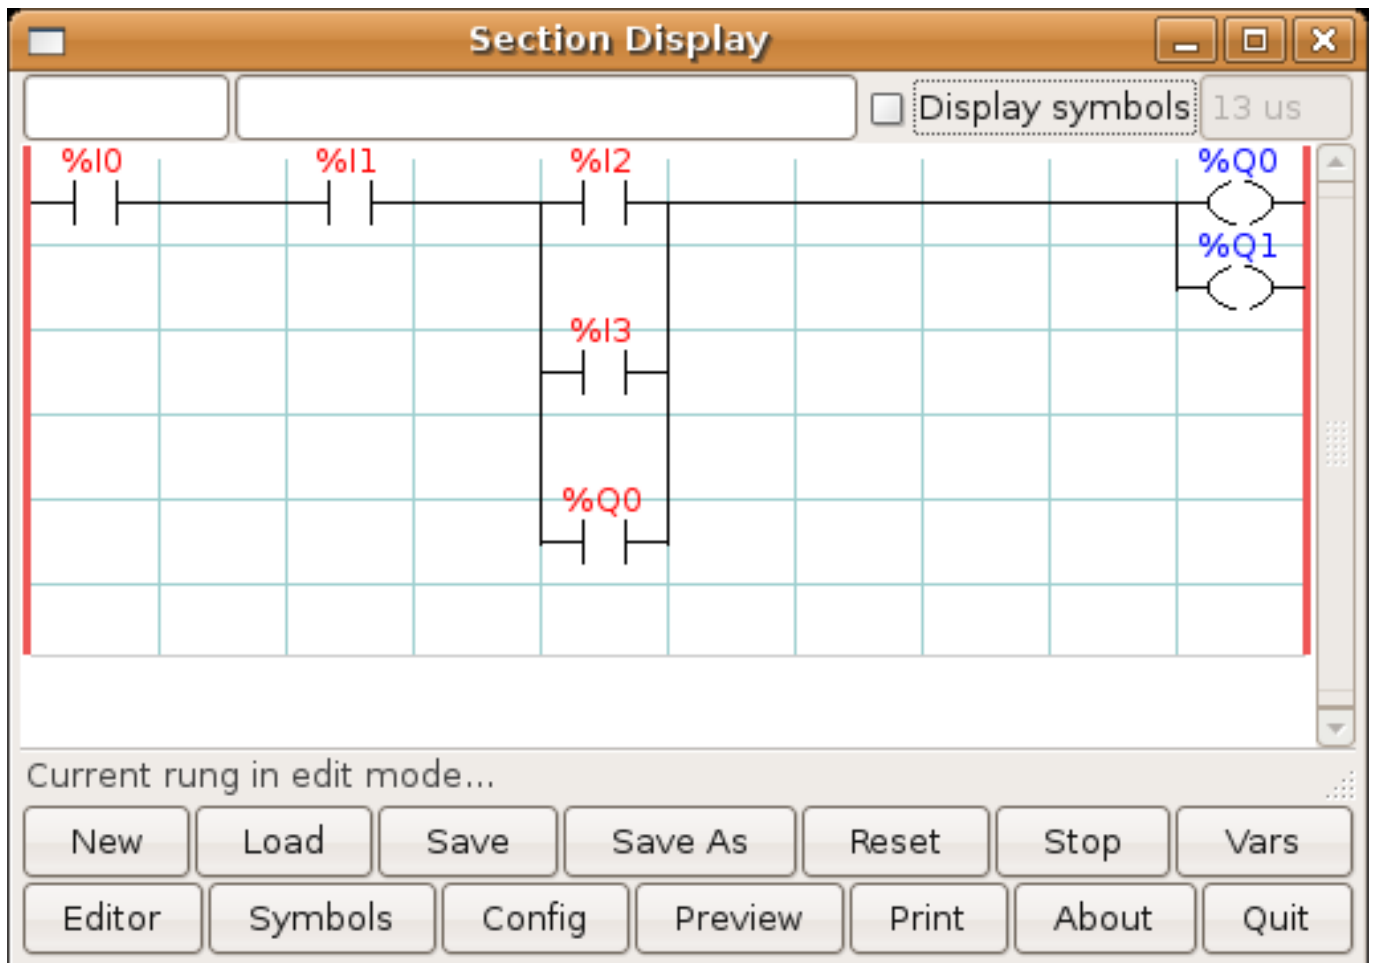 Section Display
Display symbols 13 us
%I0 %I1 %I2 %Q0
%Q1
%I3
%Q0
Current rung in edit mode...
New Load Save Save As Reset Stop Vars
Editor Symbols Config Preview Print About Quit